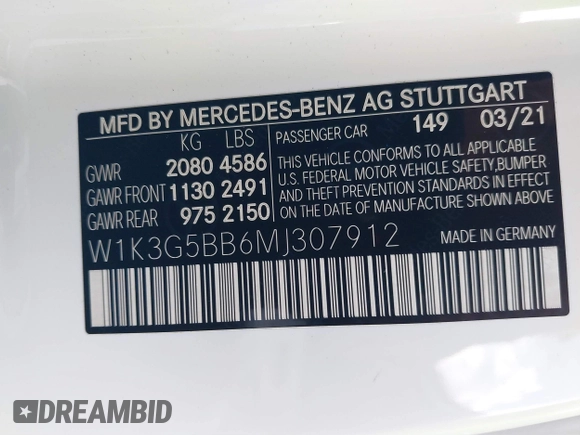 MFD BY MERCEDES-BENZ AG STUTTGART
KG LBS PASSENGER CAR 149 03/21
GVWR 2080 4586
GAWR FRONT 1130 2491
GAWR REAR 975 2150
THIS VEHICLE CONFORMS TO ALL APPLICABLE
U.S. FEDERAL MOTOR VEHICLE SAFETY,BUMPER
AND THEFT PREVENTION STANDARDS IN EFFECT
ON THE DATE OF MANUFACTURE SHOWN ABOVE.
W1K3G5BB6MJ307912 MADE IN GERMANY
DREAMBID